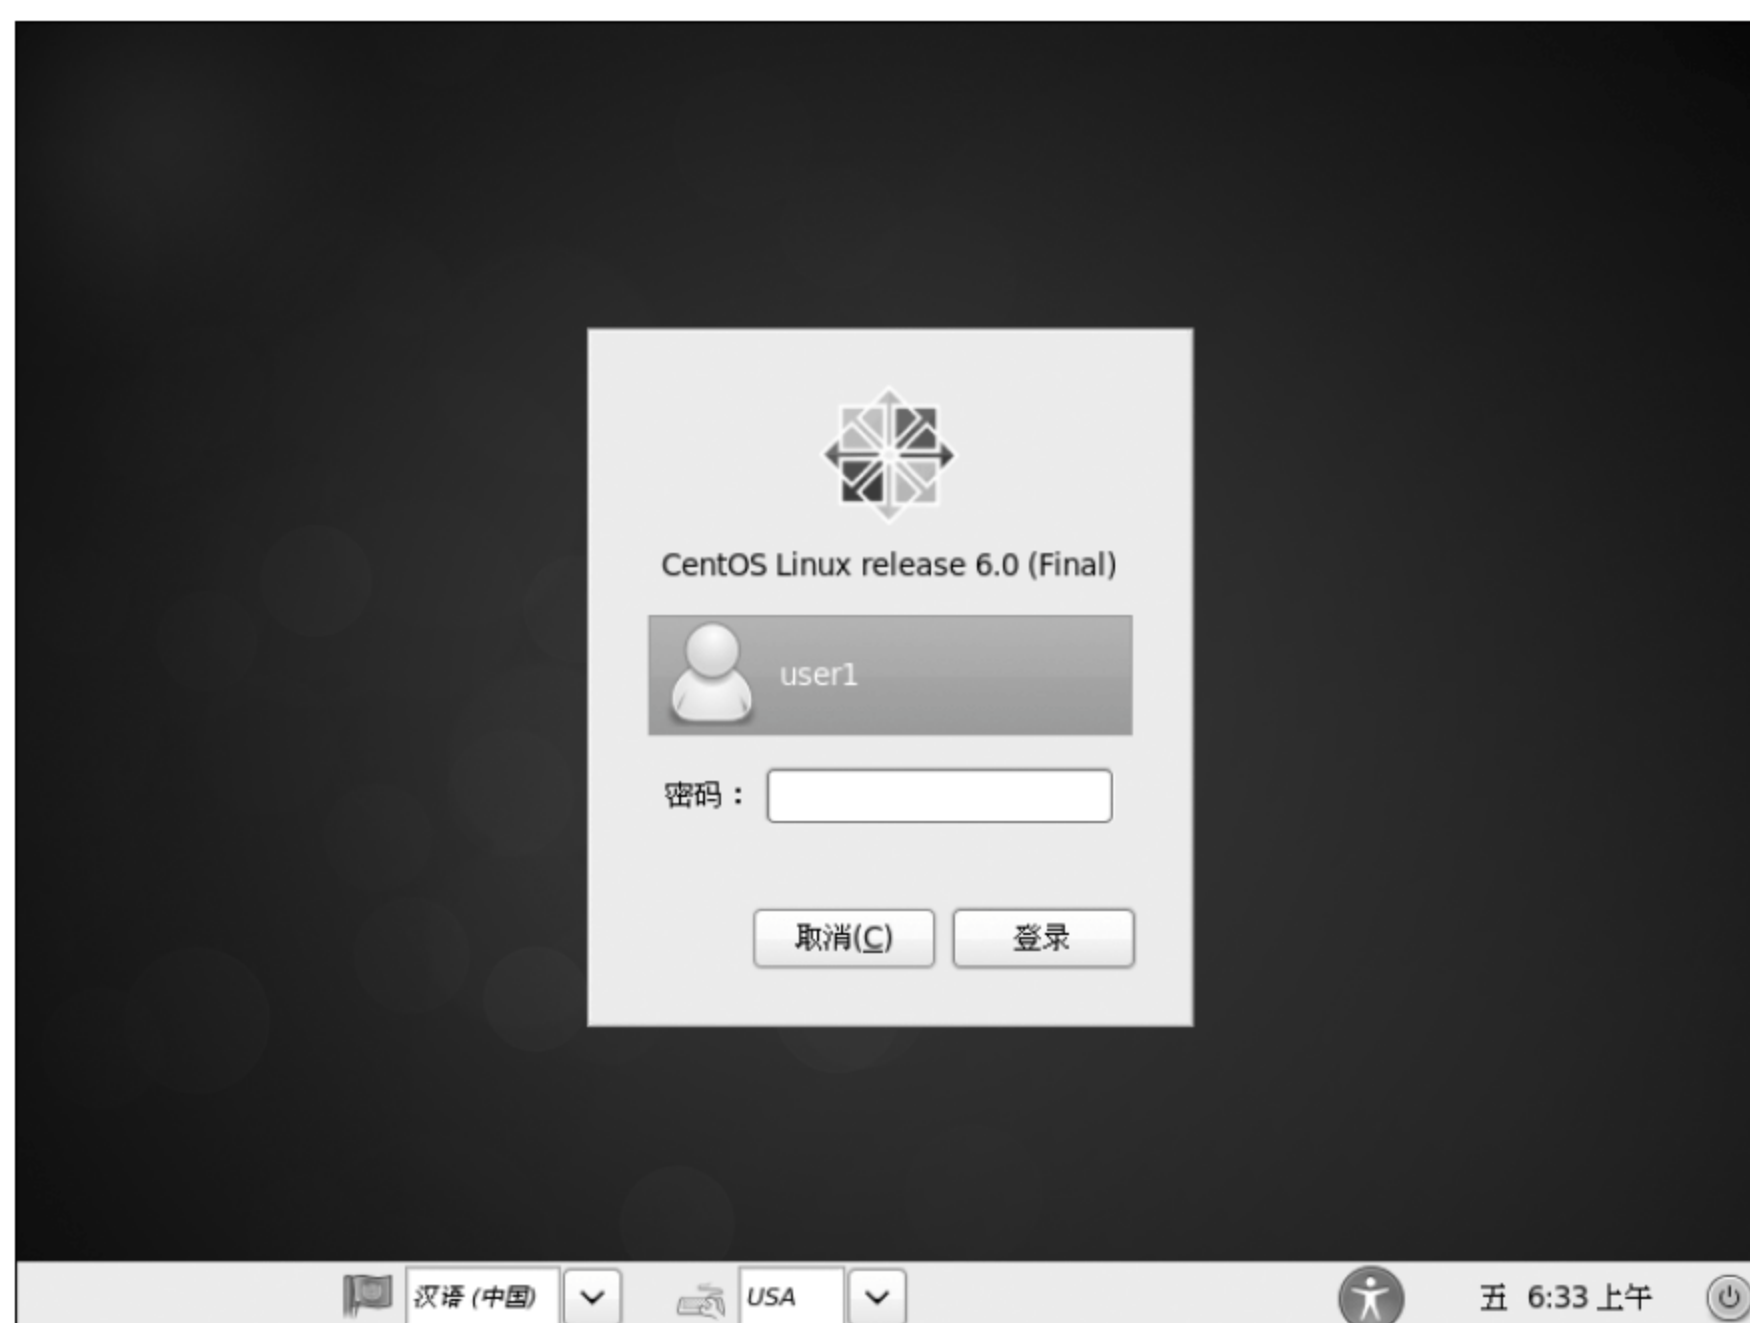 CentOS Linux release 6.0 (Final)
user1
密码：
取消(C) 登录
汉语 (中国) USA 五 6:33 上午